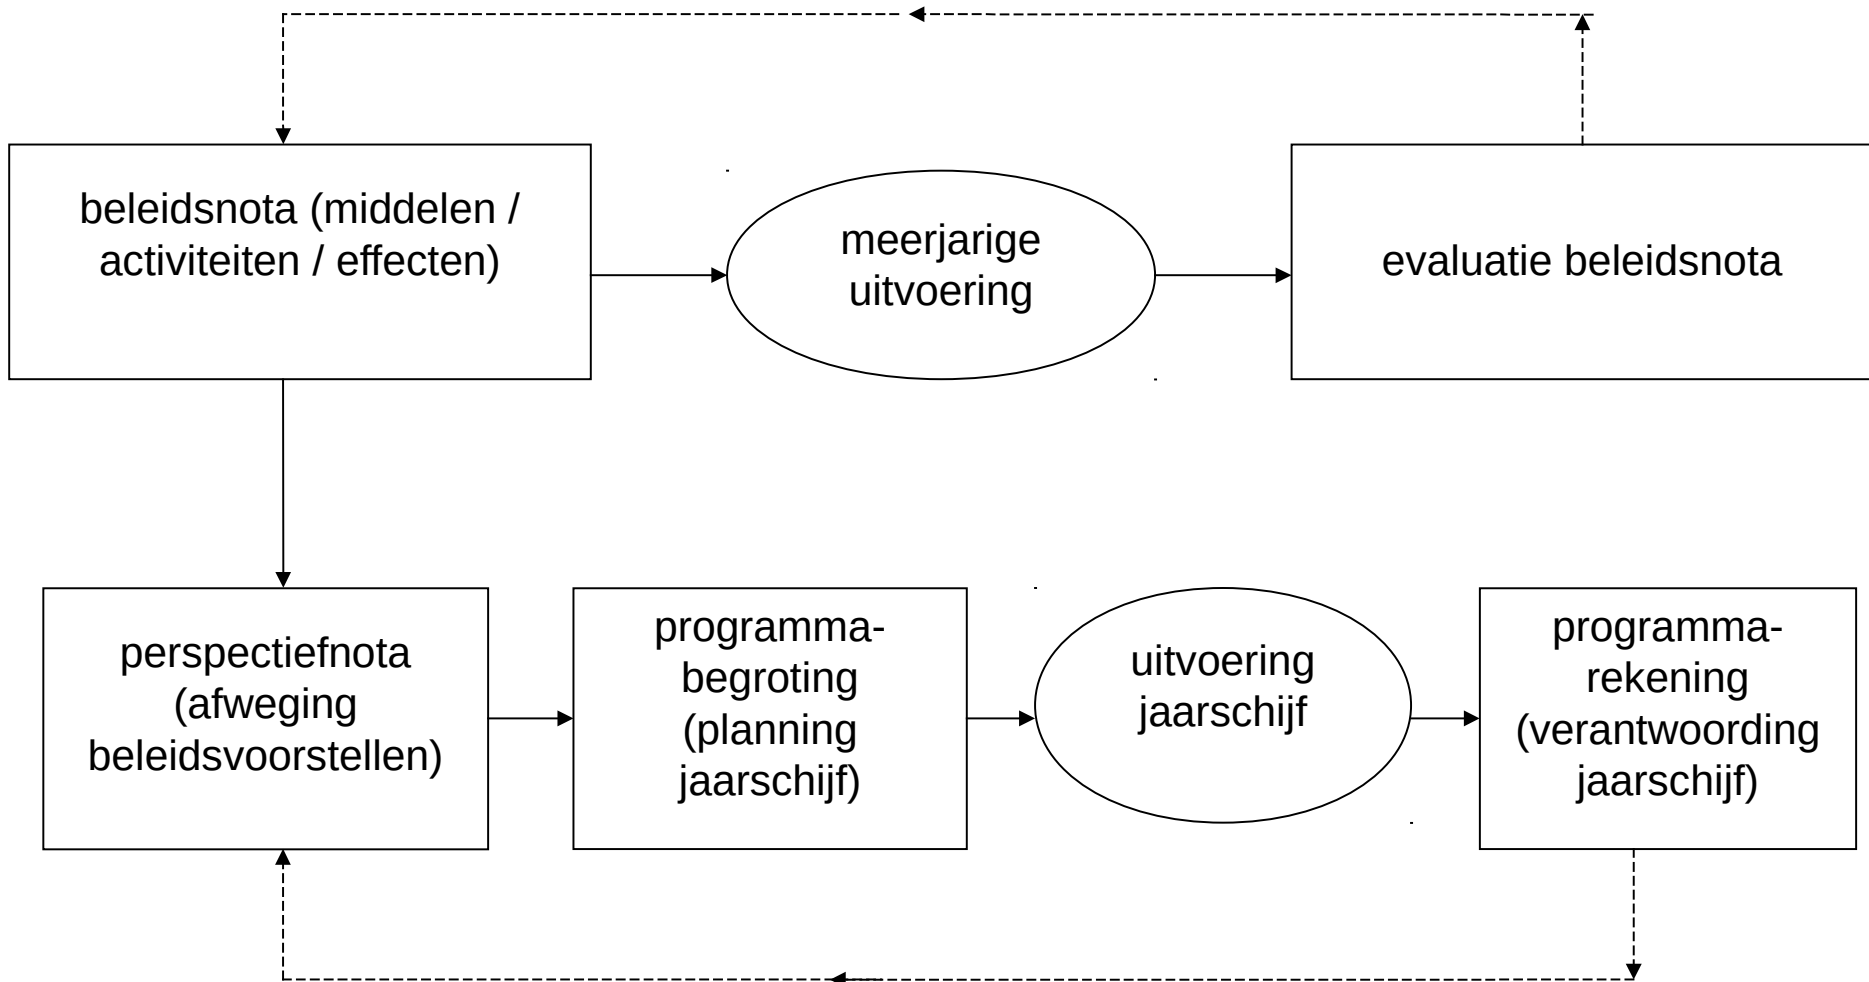 beleidsnota (middelen /
activiteiten / effecten)
meerjarige
uitvoering
evaluatie beleidsnota
perspectiefnota
(afweging
beleidsvoorstellen)
programma-
begroting
(planning
jaarschijf)
uitvoering
jaarschijf
programma-
rekening
(verantwoording
jaarschijf)